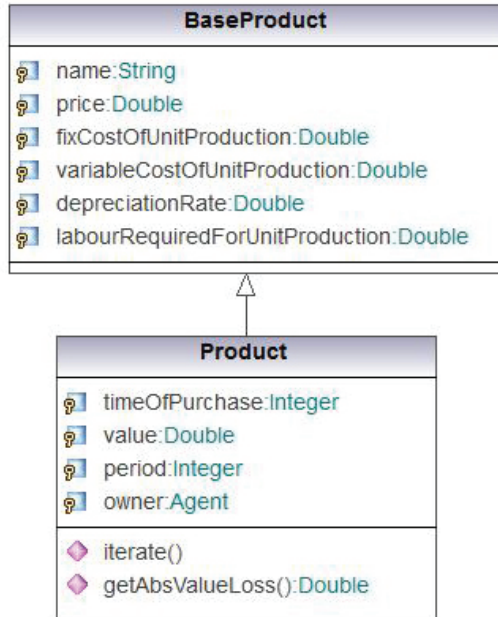 BaseProduct
name:String
price:Double
fixCostOfUnitProduction:Double
variableCostOfUnitProduction:Double
depreciationRate:Double
labourRequiredForUnitProduction:Double
Product
timeOfPurchase:Integer
value:Double
period:Integer
owner:Agent
iterate()
getAbsValueLoss():Double